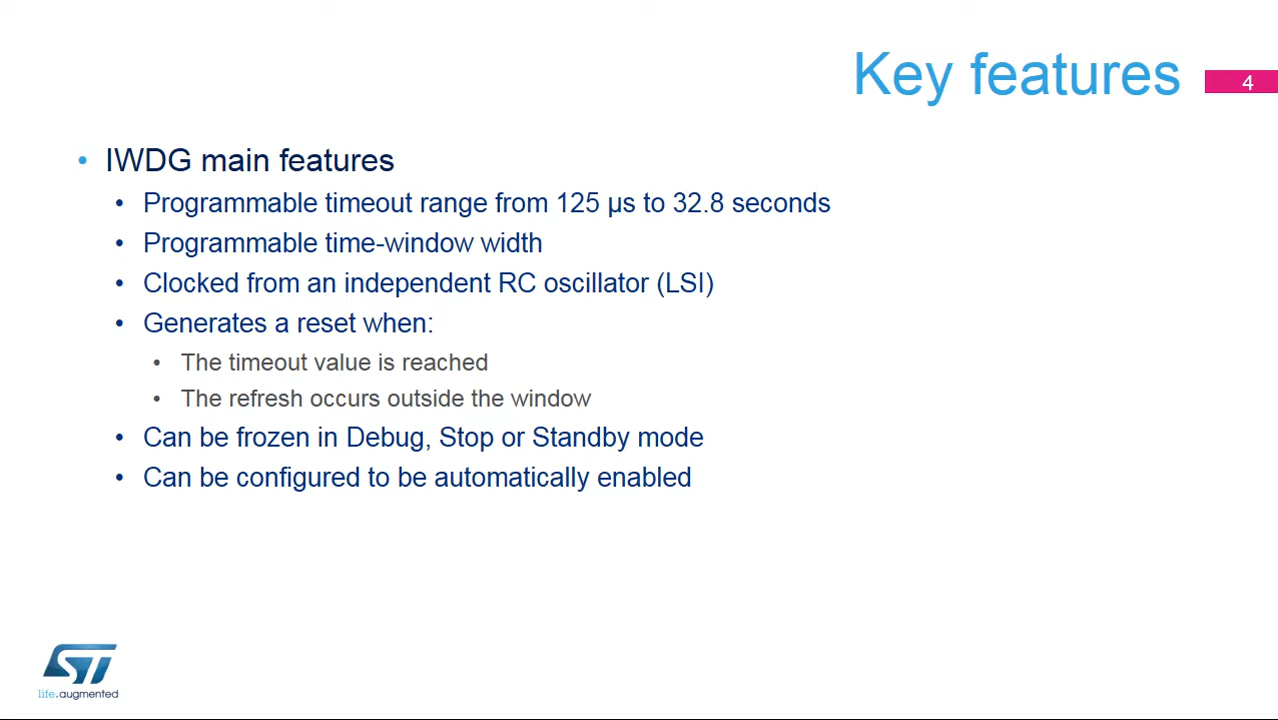 Key features
4
• IWDG main features
• Programmable timeout range from 125 µs to 32.8 seconds
• Programmable time-window width
• Clocked from an independent RC oscillator (LSI)
• Generates a reset when:
• The timeout value is reached
• The refresh occurs outside the window
• Can be frozen in Debug, Stop or Standby mode
• Can be configured to be automatically enabled
ST
life.augmented